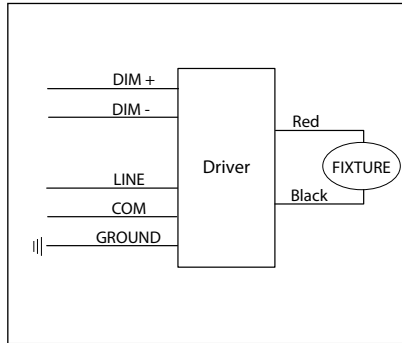 DIM +
DIM -
Red
LINE
Driver
FIXTURE
COM
Black
GROUND